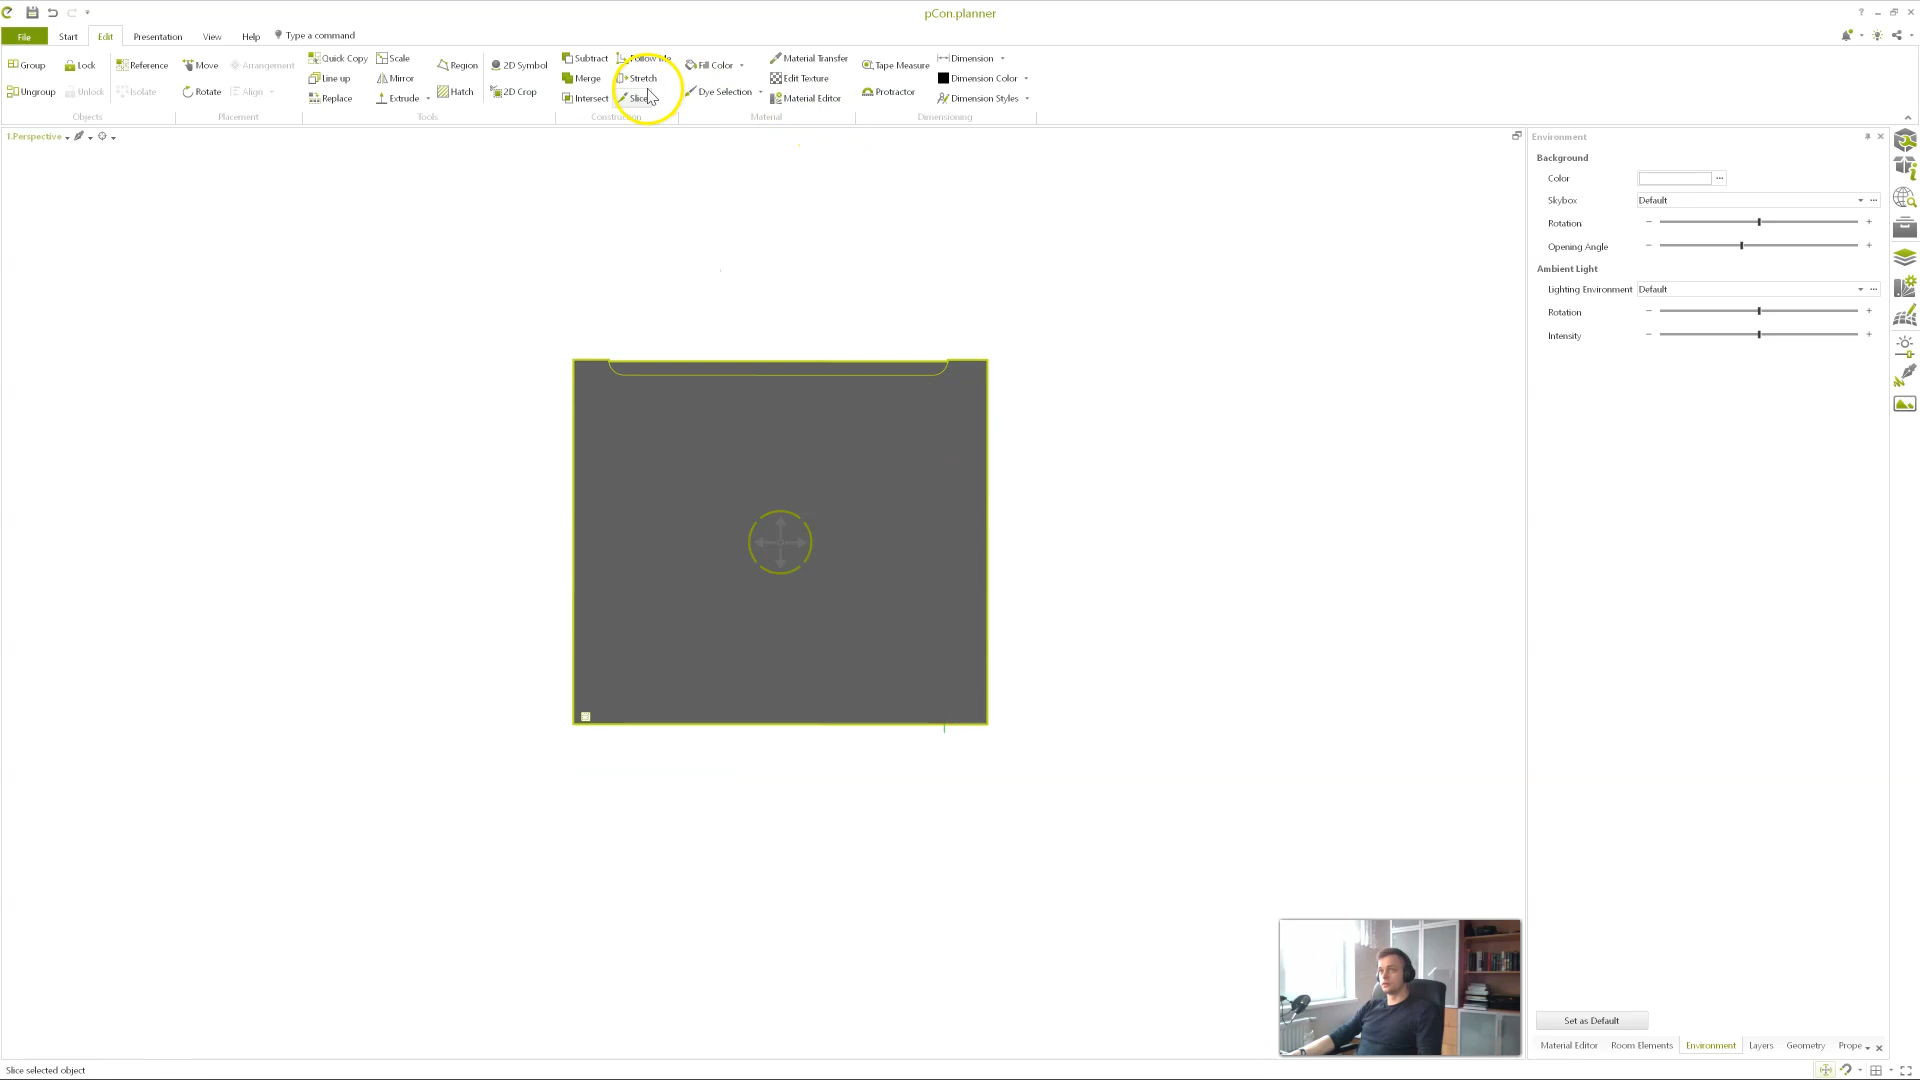 pCon.planner
File Start Edit Presentation View Help Type a command
Group Lock Reference Move Arrangement Quick Copy Scale Region 2D Symbol Subtract Follow Me Fill Color Material Transfer Tape Measure Dimension
Line up Mirror Merge Stretch Edit Texture Dimension Color
Ungroup Unlock Isolate Rotate Align Replace Extrude Hatch 2D Crop Intersect Slice Dye Selection Material Editor Protractor Dimension Styles
Objects Placement Tools Construction Material Dimensioning
1.Perspective
Environment
Background
Color
Skybox Default
Rotation
Opening Angle
Ambient Light
Lighting Environment Default
Rotation
Intensity
Set as Default
Material Editor Room Elements Environment Layers Geometry Prope
Slice selected object